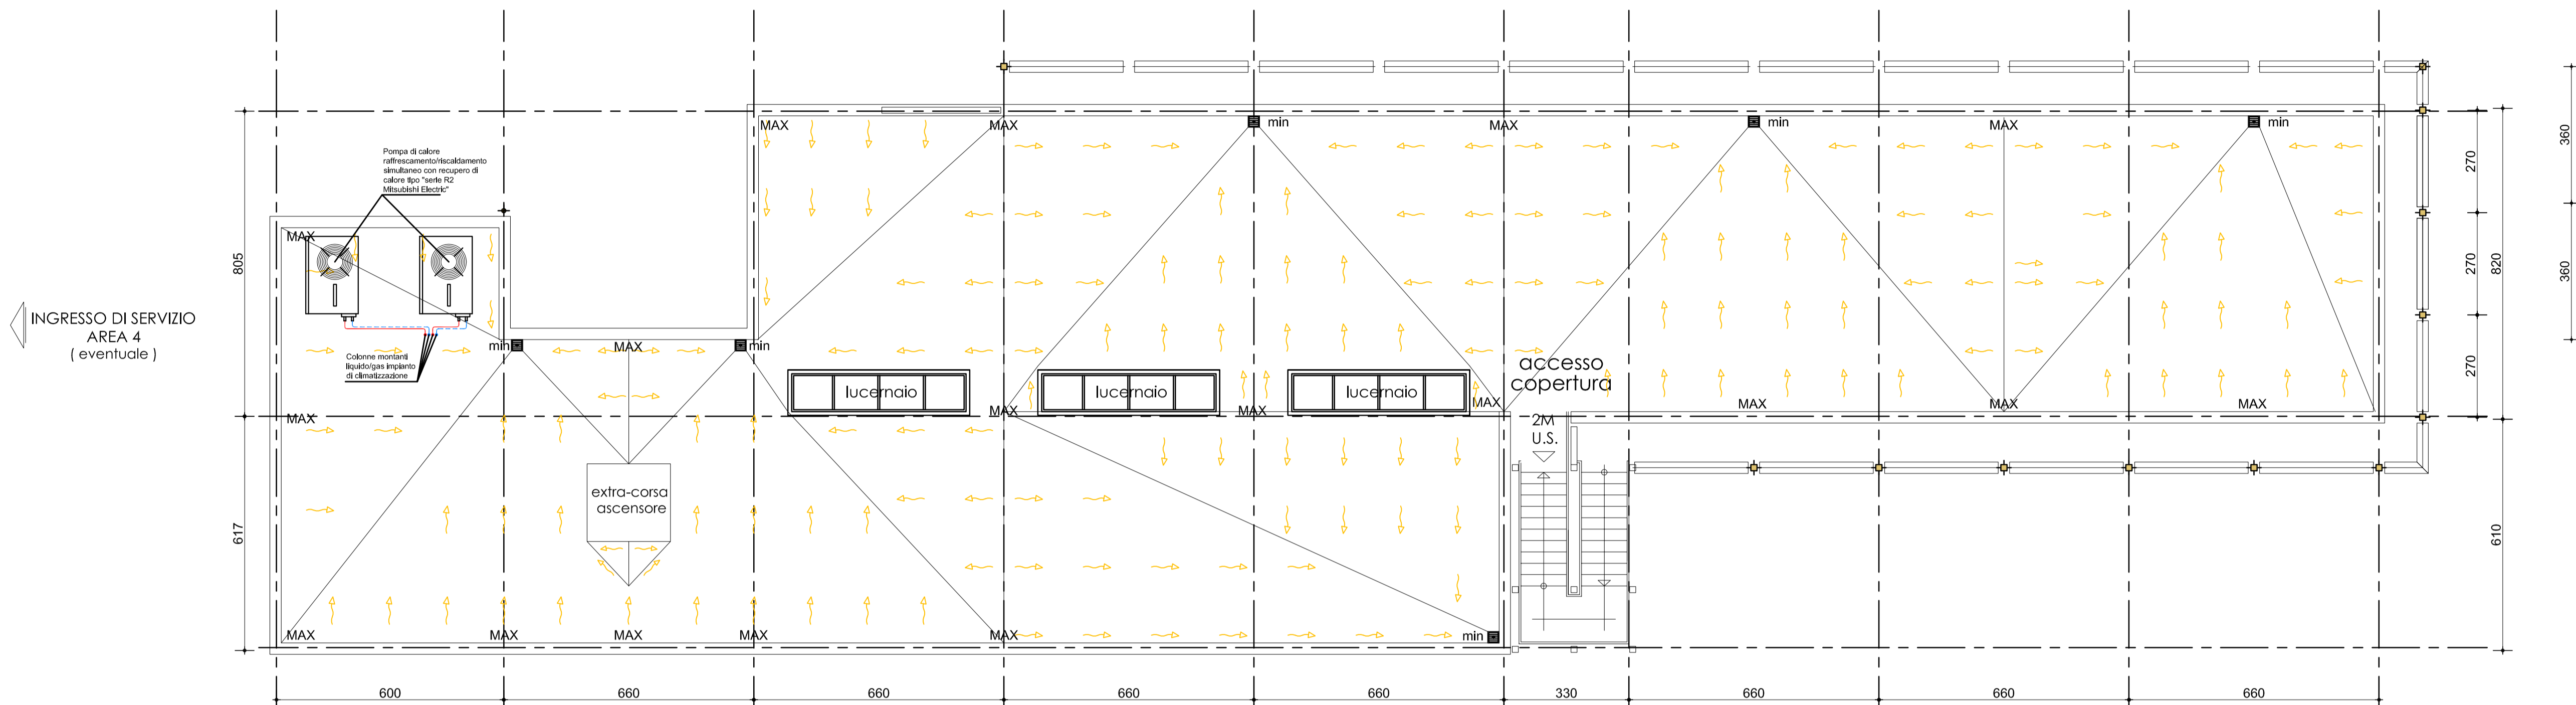 MAX
MAX
min
MAX
min
MAX
min
Pompa di calore
raffrescamento/riscaldamento
simultaneo con recupero di
calore tipo "serie R2
Mitsubishi Electric"
MAX
360
270
805
270
820
360
INGRESSO DI SERVIZIO
AREA 4
( eventuale )
Colonne montanti
liquido/gas impianto
di climatizzazione
min
MAX
min
accesso
copertura
270
lucernaio
lucernaio
lucernaio
MAX
MAX
MAX
MAX
MAX
MAX
MAX
2M
U.S.
extra-corsa
ascensore
617
610
MAX
MAX
MAX
MAX
MAX
min
600
660
660
660
660
330
660
660
660